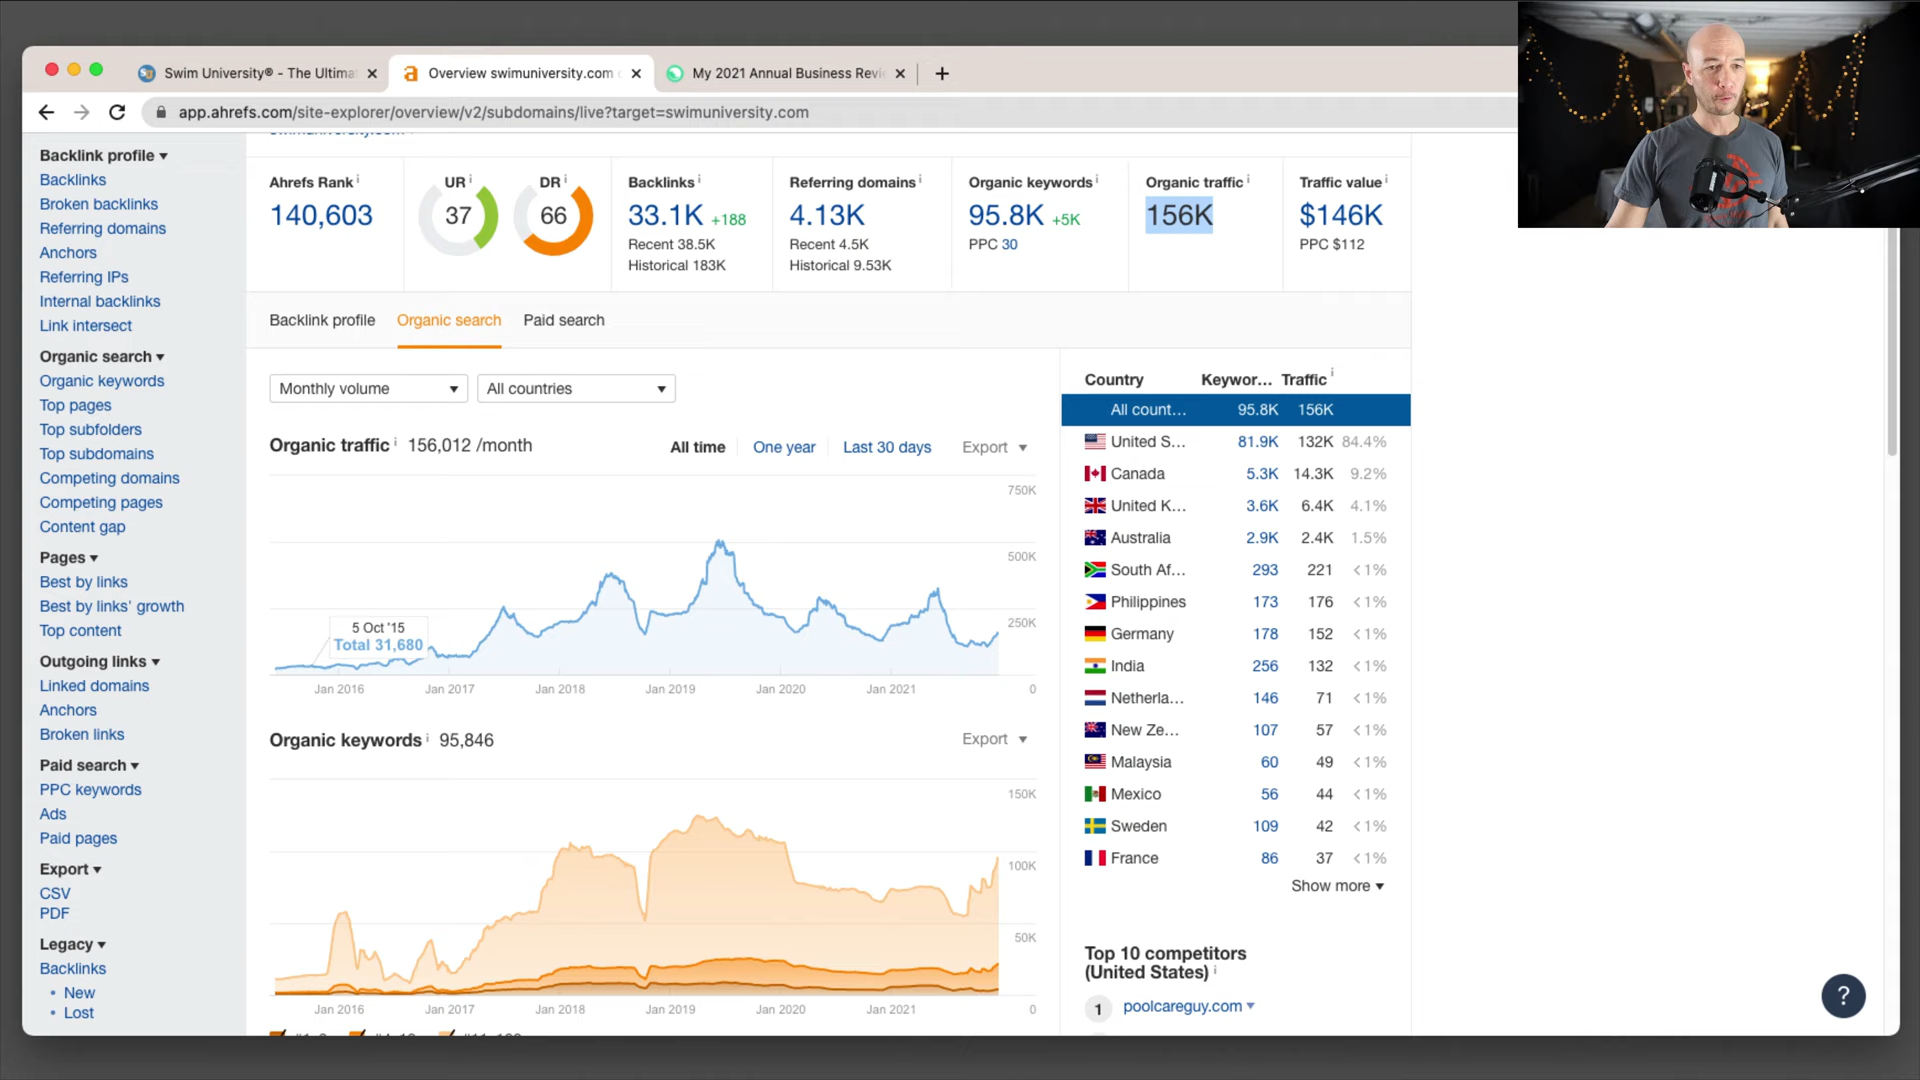 Swim University® - The Ultima
Overview swimuniversity.com
My 2021 Annual Business Revi
app.ahrefs.com/site-explorer/overview/v2/subdomains/live?target=swimuniversity.com
Backlink profile
Backlinks
Broken backlinks
Referring domains
Anchors
Referring IPs
Internal backlinks
Link intersect
Organic search
Organic keywords
Top pages
Top subfolders
Top subdomains
Competing domains
Competing pages
Content gap
Pages
Best by links
Best by links' growth
Top content
Outgoing links
Linked domains
Anchors
Broken links
Paid search
PPC keywords
Ads
Paid pages
Export
CSV
PDF
Legacy
Backlinks
• New
• Lost
Ahrefs Rank
140,603
UR
37
DR
66
Backlinks
33.1K +188
Recent 38.5K
Historical 183K
Referring domains
4.13K
Recent 4.5K
Historical 9.53K
Organic keywords
95.8K +5K
PPC 30
Organic traffic
156K
Traffic value
$146K
PPC $112
Backlink profile Organic search Paid search
Monthly volume All countries
Organic traffic 156,012 /month All time One year Last 30 days Export
750K
500K
250K
0
5 Oct '15
Total 31,680
Jan 2016 Jan 2017 Jan 2018 Jan 2019 Jan 2020 Jan 2021
Organic keywords 95,846 Export
150K
100K
50K
0
Jan 2016 Jan 2017 Jan 2018 Jan 2019 Jan 2020 Jan 2021
Country Keywor... Traffic
All count... 95.8K 156K
United S... 81.9K 132K 84.4%
Canada 5.3K 14.3K 9.2%
United K... 3.6K 6.4K 4.1%
Australia 2.9K 2.4K 1.5%
South Af... 293 221 <1%
Philippines 173 176 <1%
Germany 178 152 <1%
India 256 132 <1%
Netherla... 146 71 <1%
New Ze... 107 57 <1%
Malaysia 60 49 <1%
Mexico 56 44 <1%
Sweden 109 42 <1%
France 86 37 <1%
Show more
Top 10 competitors
(United States)
1 poolcareguy.com
?